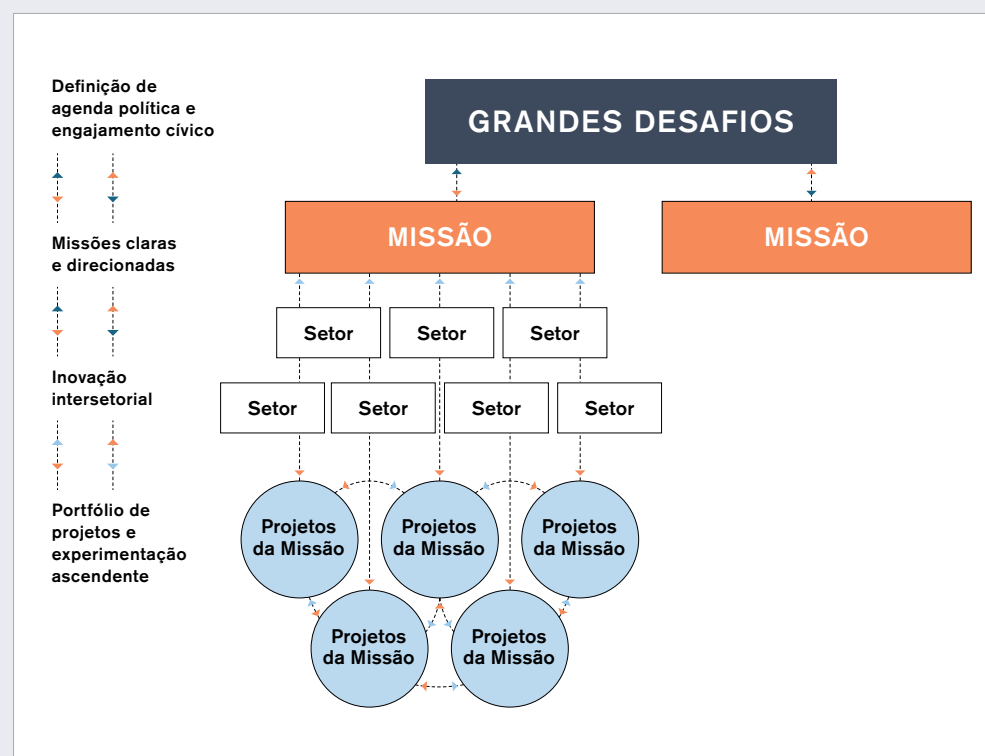 Definição de
agenda política e
engajamento cívico
Missões claras
e direcionadas
Inovação
intersetorial
Portfólio de
projetos e
experimentação
ascendente
GRANDES DESAFIOS
MISSÃO
MISSÃO
Setor
Setor
Setor
Setor
Setor
Setor
Setor
Projetos
da Missão
Projetos
da Missão
Projetos
da Missão
Projetos
da Missão
Projetos
da Missão